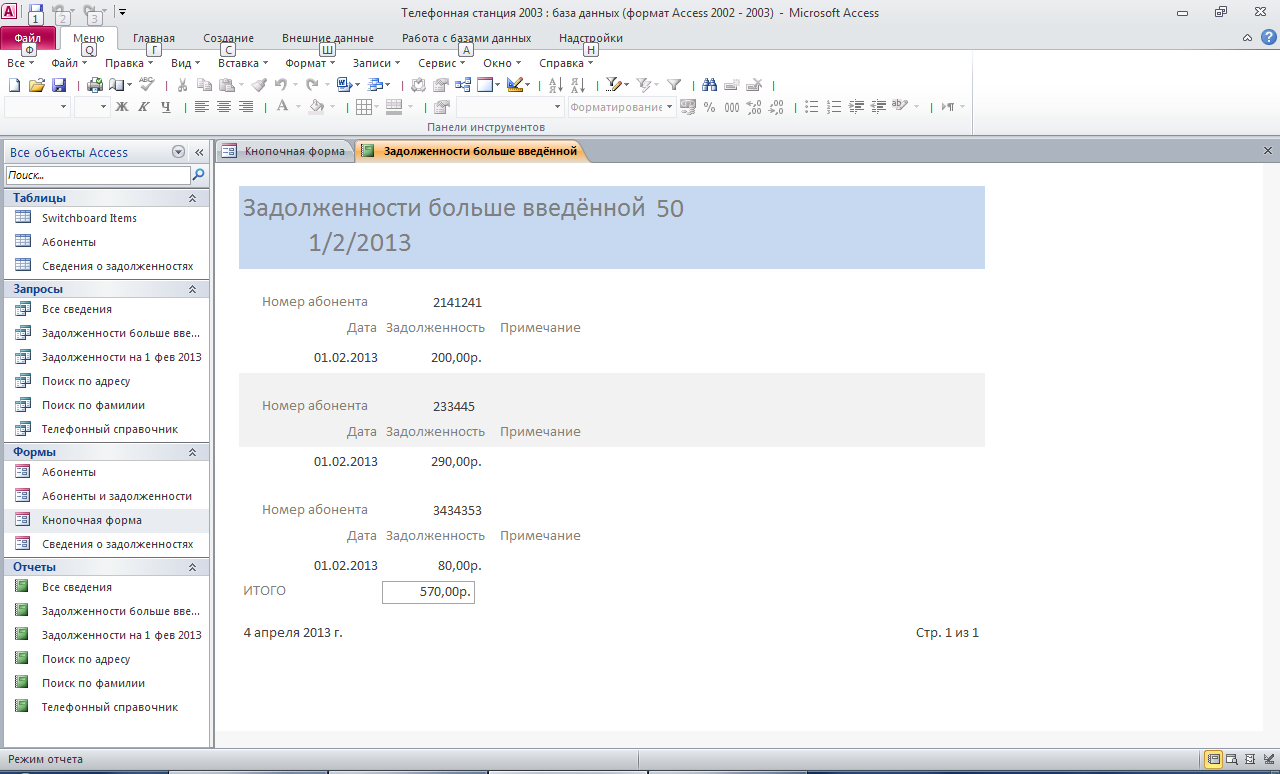 Телефонная станция 2003 : база данных (формат Access 2002 - 2003) - Microsoft Access
1 2 3
Файл Меню Главная Создание Внешние данные Работа с базами данных Надстройки
Ф Q Г С Ш А Н
Все Файл Правка Вид Вставка Формат Записи Сервис Окно Справка
Ж К Ч Форматирование % 000
Панели инструментов
Все объекты Access «
Поиск...
Таблицы
Switchboard Items
Абоненты
Сведения о задолженностях
Запросы
Все сведения
Задолженности больше вве...
Задолженности на 1 фев 2013
Поиск по адресу
Поиск по фамилии
Телефонный справочник
Формы
Абоненты
Абоненты и задолженности
Кнопочная форма
Сведения о задолженностях
Отчеты
Все сведения
Задолженности больше вве...
Задолженности на 1 фев 2013
Поиск по адресу
Поиск по фамилии
Телефонный справочник
Кнопочная форма Задолженности больше введённой
Задолженности больше введённой 50
1/2/2013
Номер абонента 2141241
Дата Задолженность Примечание
01.02.2013 200,00р.
Номер абонента 233445
Дата Задолженность Примечание
01.02.2013 290,00р.
Номер абонента 3434353
Дата Задолженность Примечание
01.02.2013 80,00р.
ИТОГО 570,00р.
4 апреля 2013 г. Стр. 1 из 1
Режим отчета